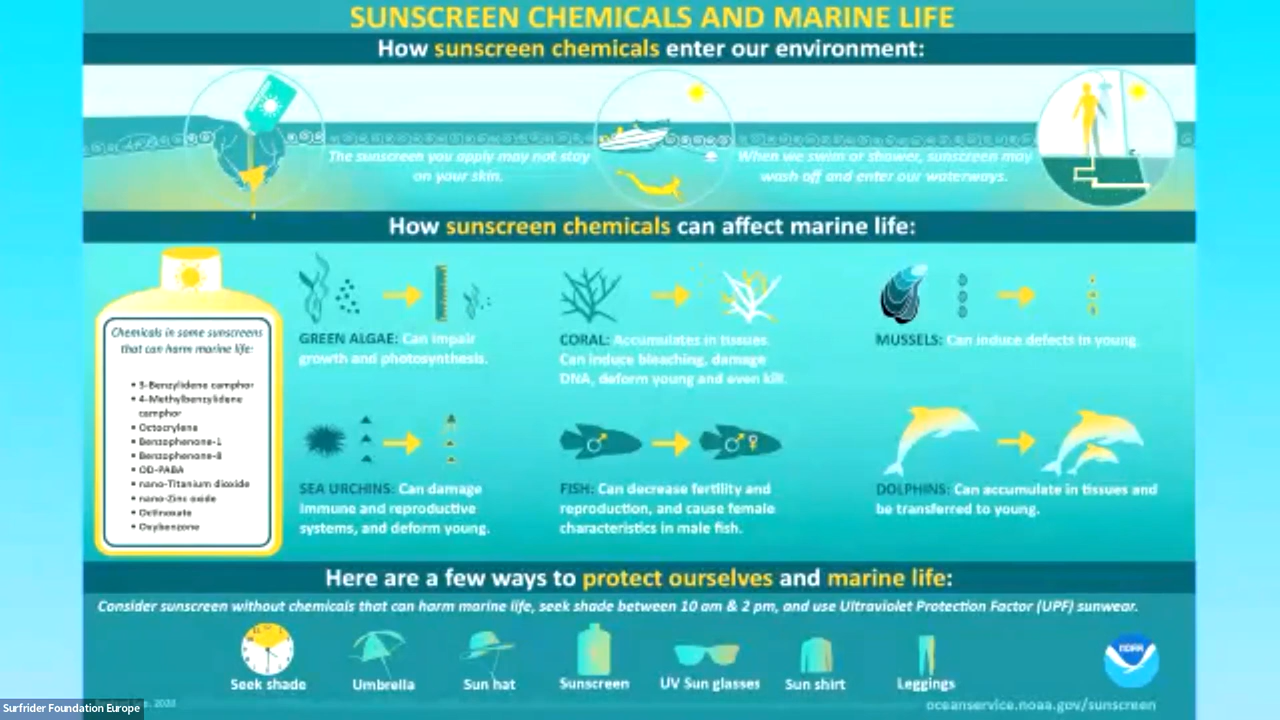 SUNSCREEN CHEMICALS AND MARINE LIFE
How sunscreen chemicals enter our environment:
The sunscreen you apply may not stay
on your skin.
When we swim or shower, sunscreen may
wash off and enter our waterways.
How sunscreen chemicals can affect marine life:
Chemicals in some sunscreens
that can harm marine life:
• 3-Benzylidene camphor
• 4-Methylbenzylidene
camphor
• Octocrylene
• Benzophenone-1
• Benzophenone-8
• OD-PABA
• nano-Titanium dioxide
• nano-Zinc oxide
• Octinoxate
• Oxybenzone
GREEN ALGAE: Can impair
growth and photosynthesis.
CORAL: Accumulates in tissues.
Can induce bleaching, damage
DNA, deform young and even kill.
MUSSELS: Can induce defects in young.
SEA URCHINS: Can damage
immune and reproductive
systems, and deform young.
FISH: Can decrease fertility and
reproduction, and cause female
characteristics in male fish.
DOLPHINS: Can accumulate in tissues and
be transferred to young.
Here are a few ways to protect ourselves and marine life:
Consider sunscreen without chemicals that can harm marine life, seek shade between 10 am & 2 pm, and use Ultraviolet Protection Factor (UPF) sunwear.
Seek shade
Umbrella
Sun hat
Sunscreen
UV Sun glasses
Sun shirt
Leggings
NOAA
oceanservice.noaa.gov/sunscreen
Surfrider Foundation Europe